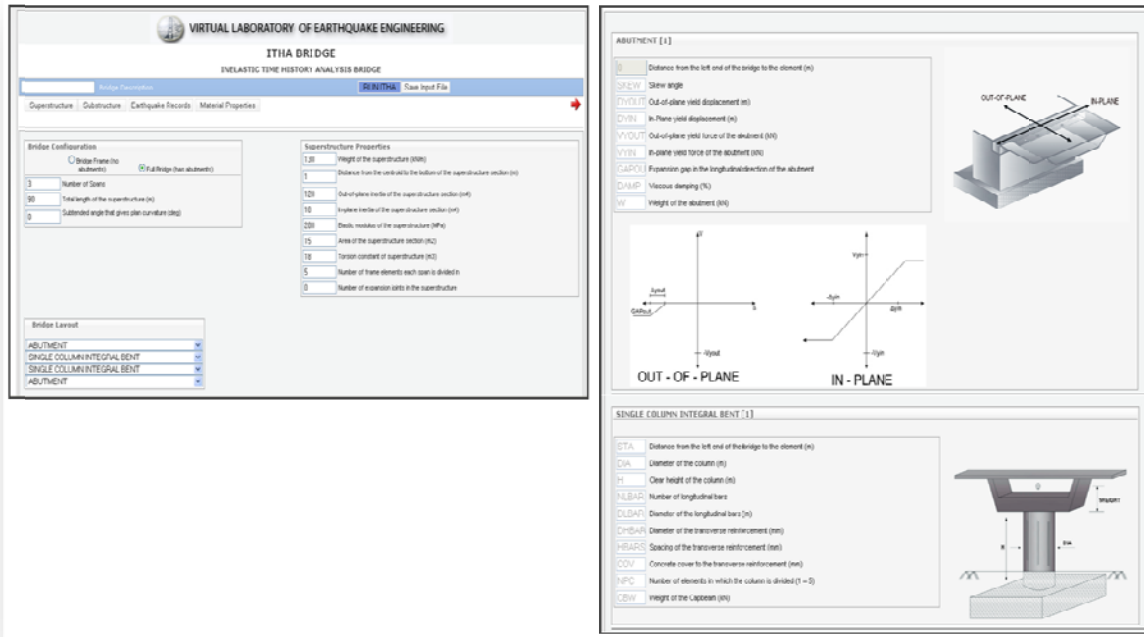 VIRTUAL LABORATORY OF EARTHQUAKE ENGINEERING
ITHA BRIDGE
INELASTIC TIME HISTORY ANALYSIS BRIDGE
Bridge Description
RUN ITHA Save Input File
Superstructure Substructure Earthquake Records Material Properties
Bridge Configuration
Bridge Frame (no abutments)
Full Bridge (has abutments)
3 Number of Spans
90 Total length of the superstructure (m)
0 Subtended angle that gives plan curvature (deg)
Superstructure Properties
Weight of the superstructure (kN/m)
1 Distance from the centroid to the bottom of the superstructure section (m)
Out-of-plane inertia of the superstructure section (m4)
10 In-plane inertia of the superstructure section (m4)
Elastic modulus of the superstructure (MPa)
15 Area of the superstructure section (m2)
18 Torsion constant of superstructure (m3)
5 Number of frame elements each span is divided in
0 Number of expansion joints in the superstructure
Bridge Layout
ABUTMENT
SINGLE COLUMN INTEGRAL BENT
SINGLE COLUMN INTEGRAL BENT
ABUTMENT
ABUTMENT [1]
0 Distance from the left end of the bridge to the element (m)
SKEW Skew angle
DYOUT Out-of-plane yield displacement m)
DYIN In-Plane yield displacement (m)
VYOUT Out-of-plane yield force of the abutment (kN)
VYIN In-plane yield force of the abutment (kN)
GAPOU Expansion gap in the longitudinal direction of the abutment
DAMP Viscous damping (%)
W Weight of the abutment (kN)
OUT-OF-PLANE
IN-PLANE
V
Δyout
GAPout
-Vyout
OUT - OF - PLANE
Vyin
-Δyin
Δyin
-Vyin
IN - PLANE
SINGLE COLUMN INTEGRAL BENT [1]
STA Distance from the left end of the bridge to the element (m)
DIA Diameter of the column (m)
H Clear height of the column (m)
NLBAR Number of longitudinal bars
DLBAR Diameter of the longitudinal bars (m)
DHBAR Diameter of the transverse reinforcement (mm)
HBARS Spacing of the transverse reinforcement (mm)
COV Concrete cover to the transverse reinforcement (mm)
NPC Number of elements in which the column is divided (1 - 3)
CBW Weight of the Capbeam (kN)
H
DIA